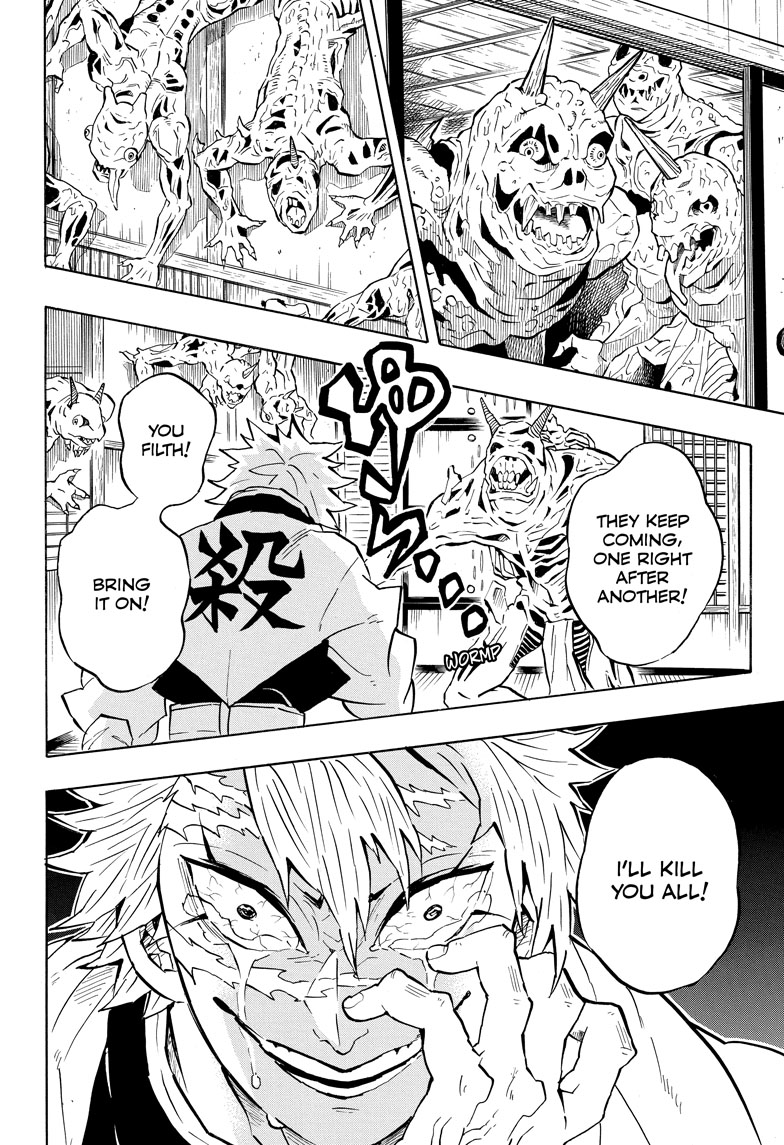 THEY KEEP
COMING,
ONE RIGHT
AFTER
ANOTHER!
WORMP
YOU
FILTH!
BRING
IT ON!
殺
I'LL KILL
YOU ALL!